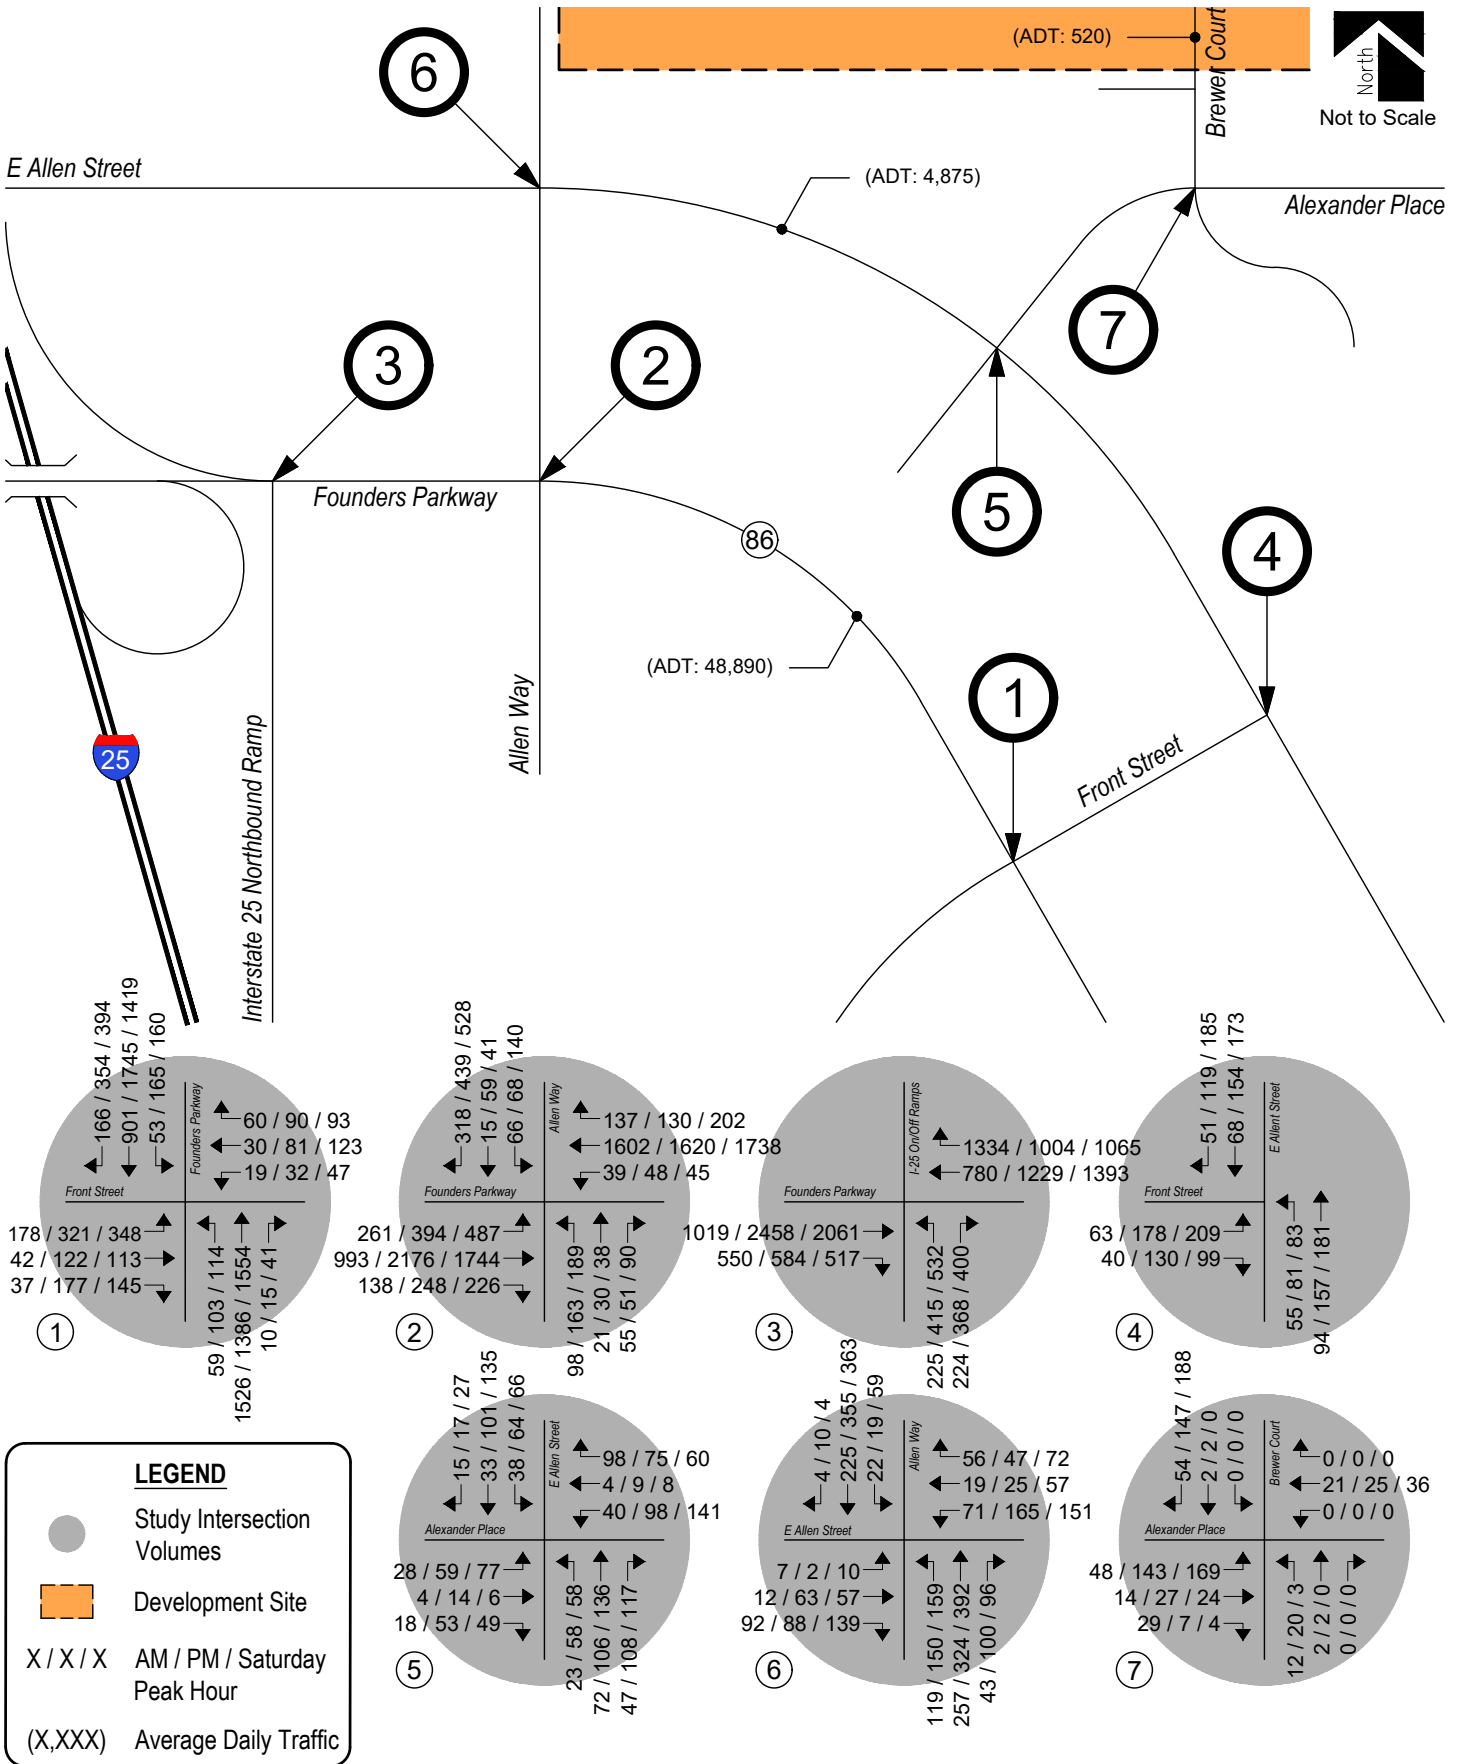 (ADT: 520)
Brewer Court
North
Not to Scale
6
E Allen Street
(ADT: 4,875)
Alexander Place
3
2
7
Founders Parkway
86
5
4
(ADT: 48,890)
1
Allen Way
Front Street
25
Interstate 25 Northbound Ramp
166 / 354 / 394
901 / 1745 / 1419
53 / 165 / 160
Founders Parkway
60 / 90 / 93
30 / 81 / 123
19 / 32 / 47
Front Street
178 / 321 / 348
42 / 122 / 113
37 / 177 / 145
59 / 103 / 114
1526 / 1386 / 1554
10 / 15 / 41
1
318 / 439 / 528
15 / 59 / 41
66 / 68 / 140
Allen Way
137 / 130 / 202
1602 / 1620 / 1738
39 / 48 / 45
Founders Parkway
261 / 394 / 487
993 / 2176 / 1744
138 / 248 / 226
98 / 163 / 189
21 / 30 / 38
55 / 51 / 90
2
I-25 On/Off Ramps
1334 / 1004 / 1065
780 / 1229 / 1393
Founders Parkway
1019 / 2458 / 2061
550 / 584 / 517
225 / 415 / 532
224 / 368 / 400
3
51 / 119 / 185
68 / 154 / 173
E Allent Street
Front Street
63 / 178 / 209
40 / 130 / 99
55 / 81 / 83
94 / 157 / 181
4
15 / 17 / 27
33 / 101 / 135
38 / 64 / 66
E Allen Street
98 / 75 / 60
4 / 9 / 8
40 / 98 / 141
Alexander Place
28 / 59 / 77
4 / 14 / 6
18 / 53 / 49
23 / 58 / 58
72 / 106 / 136
47 / 108 / 117
5
4 / 10 / 4
225 / 355 / 363
22 / 19 / 59
Allen Way
56 / 47 / 72
19 / 25 / 57
71 / 165 / 151
E Allen Street
7 / 2 / 10
12 / 63 / 57
92 / 88 / 139
119 / 150 / 159
257 / 324 / 392
43 / 100 / 96
6
54 / 147 / 188
2 / 2 / 0
0 / 0 / 0
Brewer Court
0 / 0 / 0
21 / 25 / 36
0 / 0 / 0
Alexander Place
48 / 143 / 169
14 / 27 / 24
29 / 7 / 4
12 / 20 / 3
2 / 2 / 0
0 / 0 / 0
7
LEGEND
Study Intersection
Volumes
Development Site
X / X / X AM / PM / Saturday
Peak Hour
(X,XXX) Average Daily Traffic